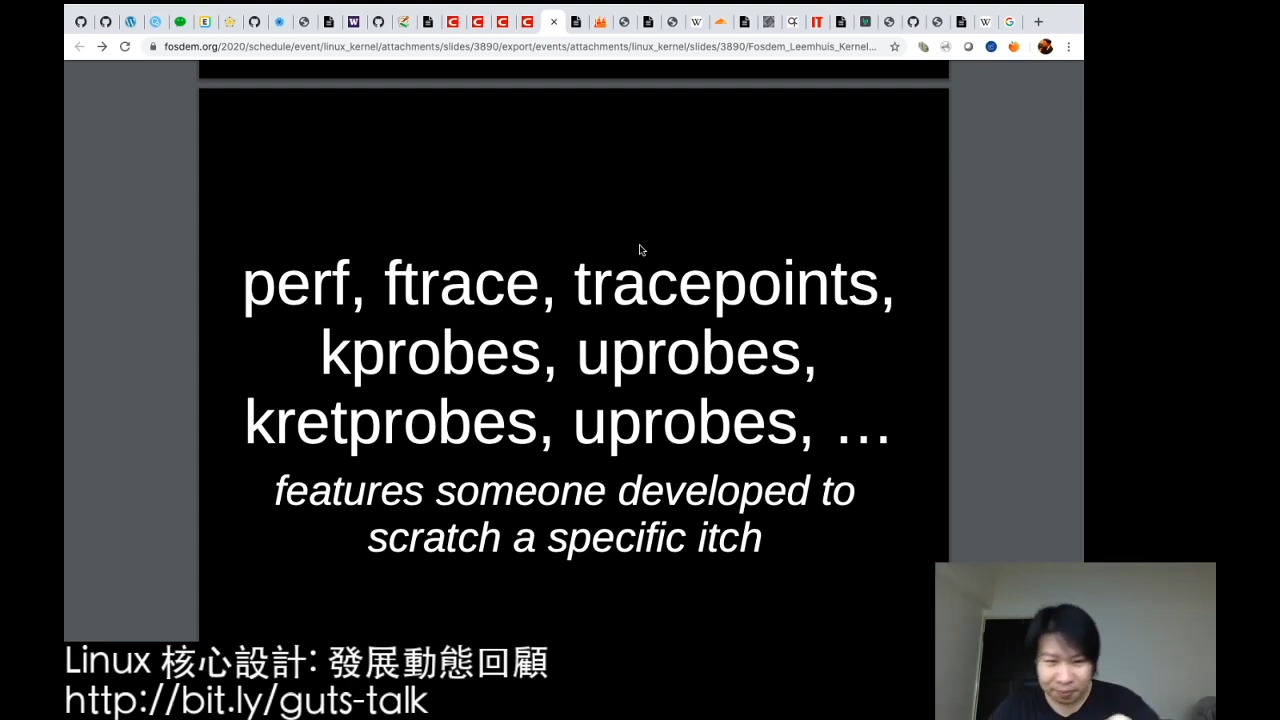 fosdem.org/2020/schedule/event/linux_kernel/attachments/slides/3890/export/events/attachments/linux_kernel/slides/3890/Fosdem_Leemhuis_Kernel...
perf, ftrace, tracepoints,
kprobes, uprobes,
kretprobes, uprobes, …
features someone developed to
scratch a specific itch
Linux 核心設計: 發展動態回顧
http://bit.ly/guts-talk